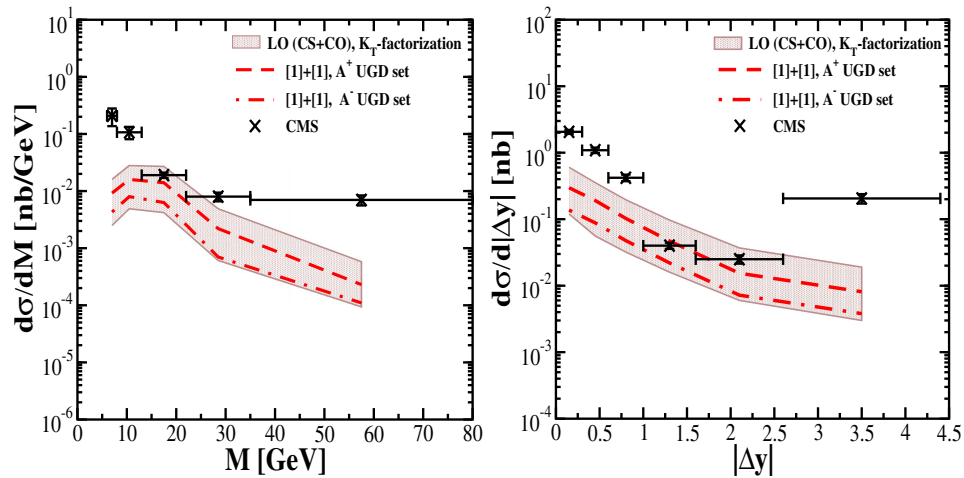 10^1
10^0
10^-1
10^-2
10^-3
10^-4
10^-5
10^-6
dσ/dM [nb/GeV]
LO (CS+CO), K_T-factorization
[1]+[1], A^+ UGD set
[1]+[1], A^- UGD set
CMS
0 10 20 30 40 50 60 70 80
M [GeV]
10^2
10^0
10^-1
10^-2
10^-3
10^-4
dσ/d|Δy| [nb]
LO (CS+CO), K_T-factorization
[1]+[1], A^+ UGD set
[1]+[1], A^- UGD set
CMS
0 0.5 1 1.5 2 2.5 3 3.5 4 4.5
|Δy|